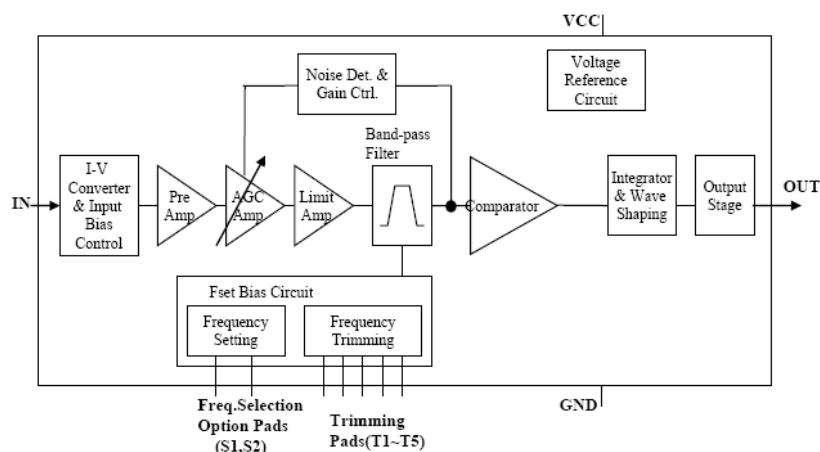 VCC
Noise Det. &
Gain Ctrl.
Voltage
Reference
Circuit
Band-pass
Filter
I-V
Converter
& Input
Bias
Control
IN
Pre
Amp
AGC
Amp
Limit
Amp
Comparator
Integrator
& Wave
Shaping
Output
Stage
OUT
Fset Bias Circuit
Frequency
Setting
Frequency
Trimming
Freq.Selection
Option Pads
(S1,S2)
Trimming
Pads(T1~T5)
GND